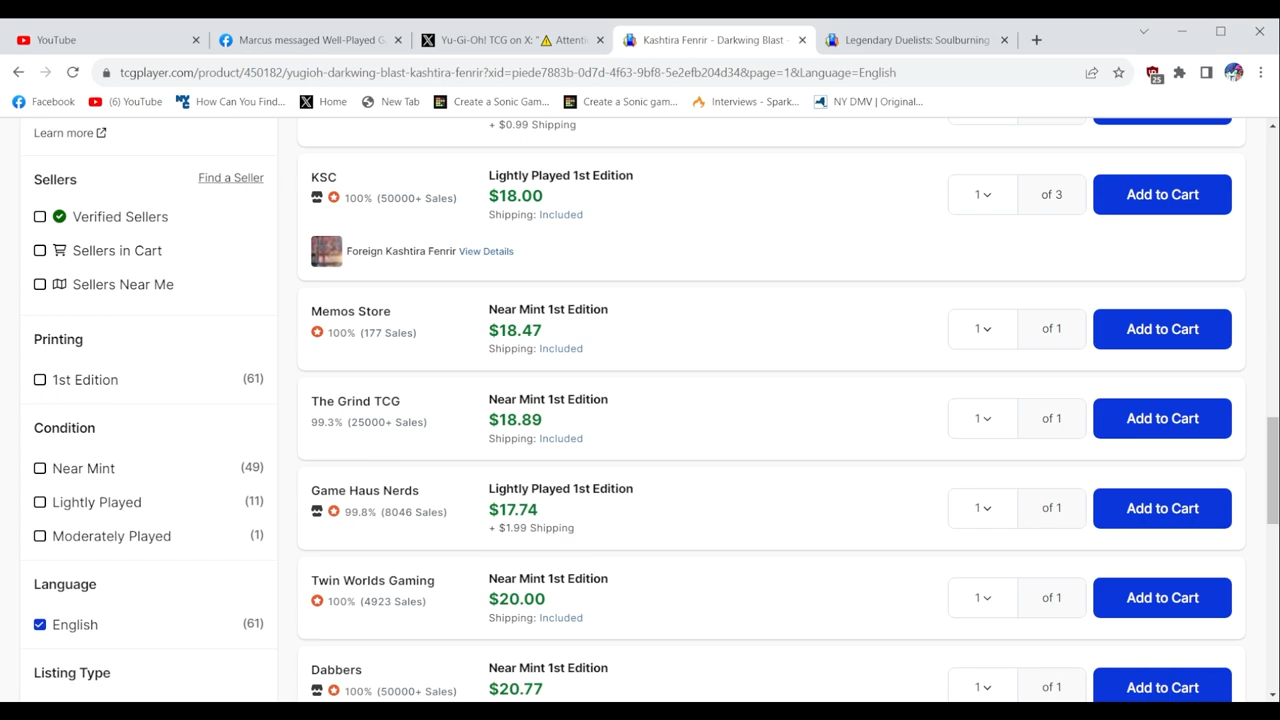 YouTube
Marcus messaged Well-Played G
Yu-Gi-Oh! TCG on X: "⚠ Attenti
Kashtira Fenrir - Darkwing Blast -
Legendary Duelists: Soulburning
tcgplayer.com/product/450182/yugioh-darkwing-blast-kashtira-fenrir?xid=piede7883b-0d7d-4f63-9bf8-5e2efb204d34&page=1&Language=English
25
Facebook
(6) YouTube
How Can You Find...
Home
New Tab
Create a Sonic Gam...
Create a Sonic gam...
Interviews - Spark...
NY DMV | Original...
Learn more
+ $0.99 Shipping
Sellers
Find a Seller
Verified Sellers
Sellers in Cart
Sellers Near Me
Printing
1st Edition (61)
Condition
Near Mint (49)
Lightly Played (11)
Moderately Played (1)
Language
English (61)
Listing Type
KSC
100% (50000+ Sales)
Lightly Played 1st Edition
$18.00
Shipping: Included
1 of 3
Add to Cart
Foreign Kashtira Fenrir View Details
Memos Store
100% (177 Sales)
Near Mint 1st Edition
$18.47
Shipping: Included
1 of 1
Add to Cart
The Grind TCG
99.3% (25000+ Sales)
Near Mint 1st Edition
$18.89
Shipping: Included
1 of 1
Add to Cart
Game Haus Nerds
99.8% (8046 Sales)
Lightly Played 1st Edition
$17.74
+ $1.99 Shipping
1 of 1
Add to Cart
Twin Worlds Gaming
100% (4923 Sales)
Near Mint 1st Edition
$20.00
Shipping: Included
1 of 1
Add to Cart
Dabbers
100% (50000+ Sales)
Near Mint 1st Edition
$20.77
1 of 1
Add to Cart